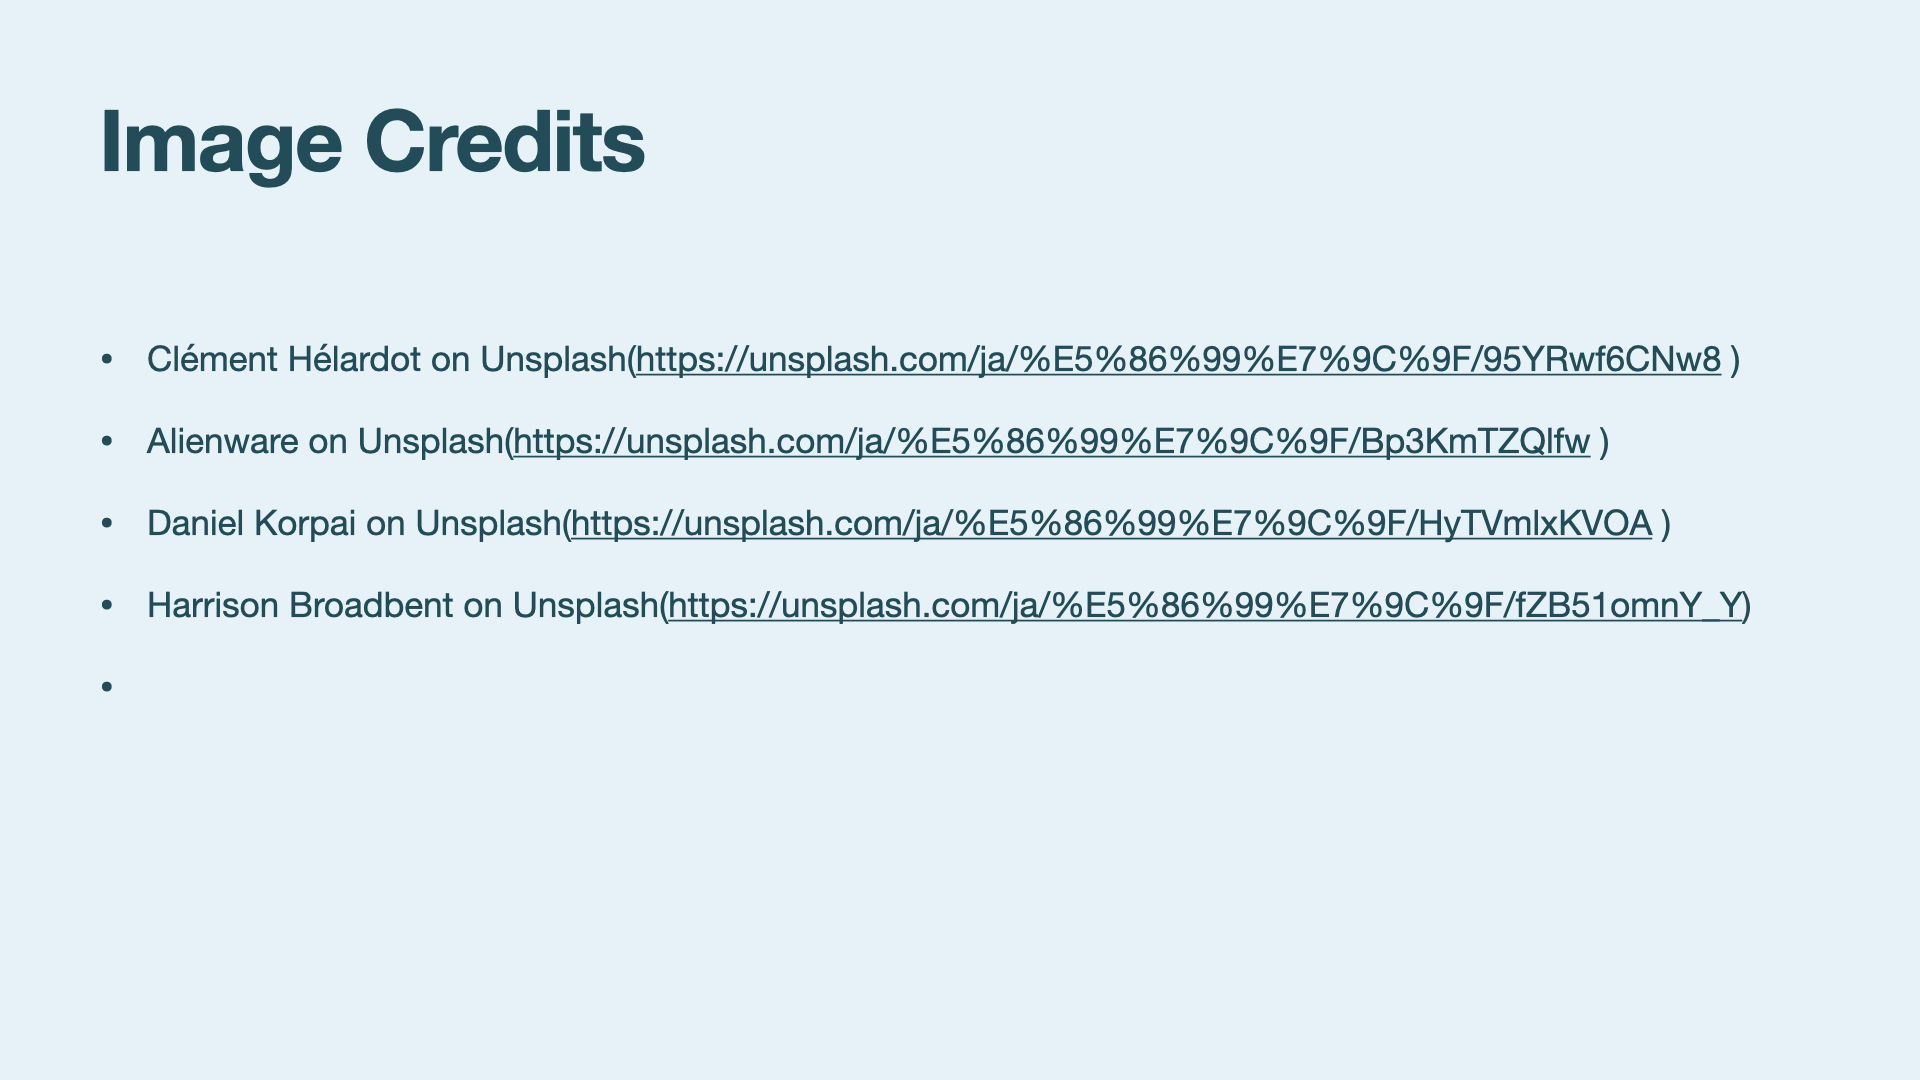 Image Credits
• Clément Hélardot on Unsplash(https://unsplash.com/ja/%E5%86%99%E7%9C%9F/95YRwf6CNw8 )
• Alienware on Unsplash(https://unsplash.com/ja/%E5%86%99%E7%9C%9F/Bp3KmTZQlfw )
• Daniel Korpai on Unsplash(https://unsplash.com/ja/%E5%86%99%E7%9C%9F/HyTVmlxKVOA )
• Harrison Broadbent on Unsplash(https://unsplash.com/ja/%E5%86%99%E7%9C%9F/fZB51omnY_Y)
•